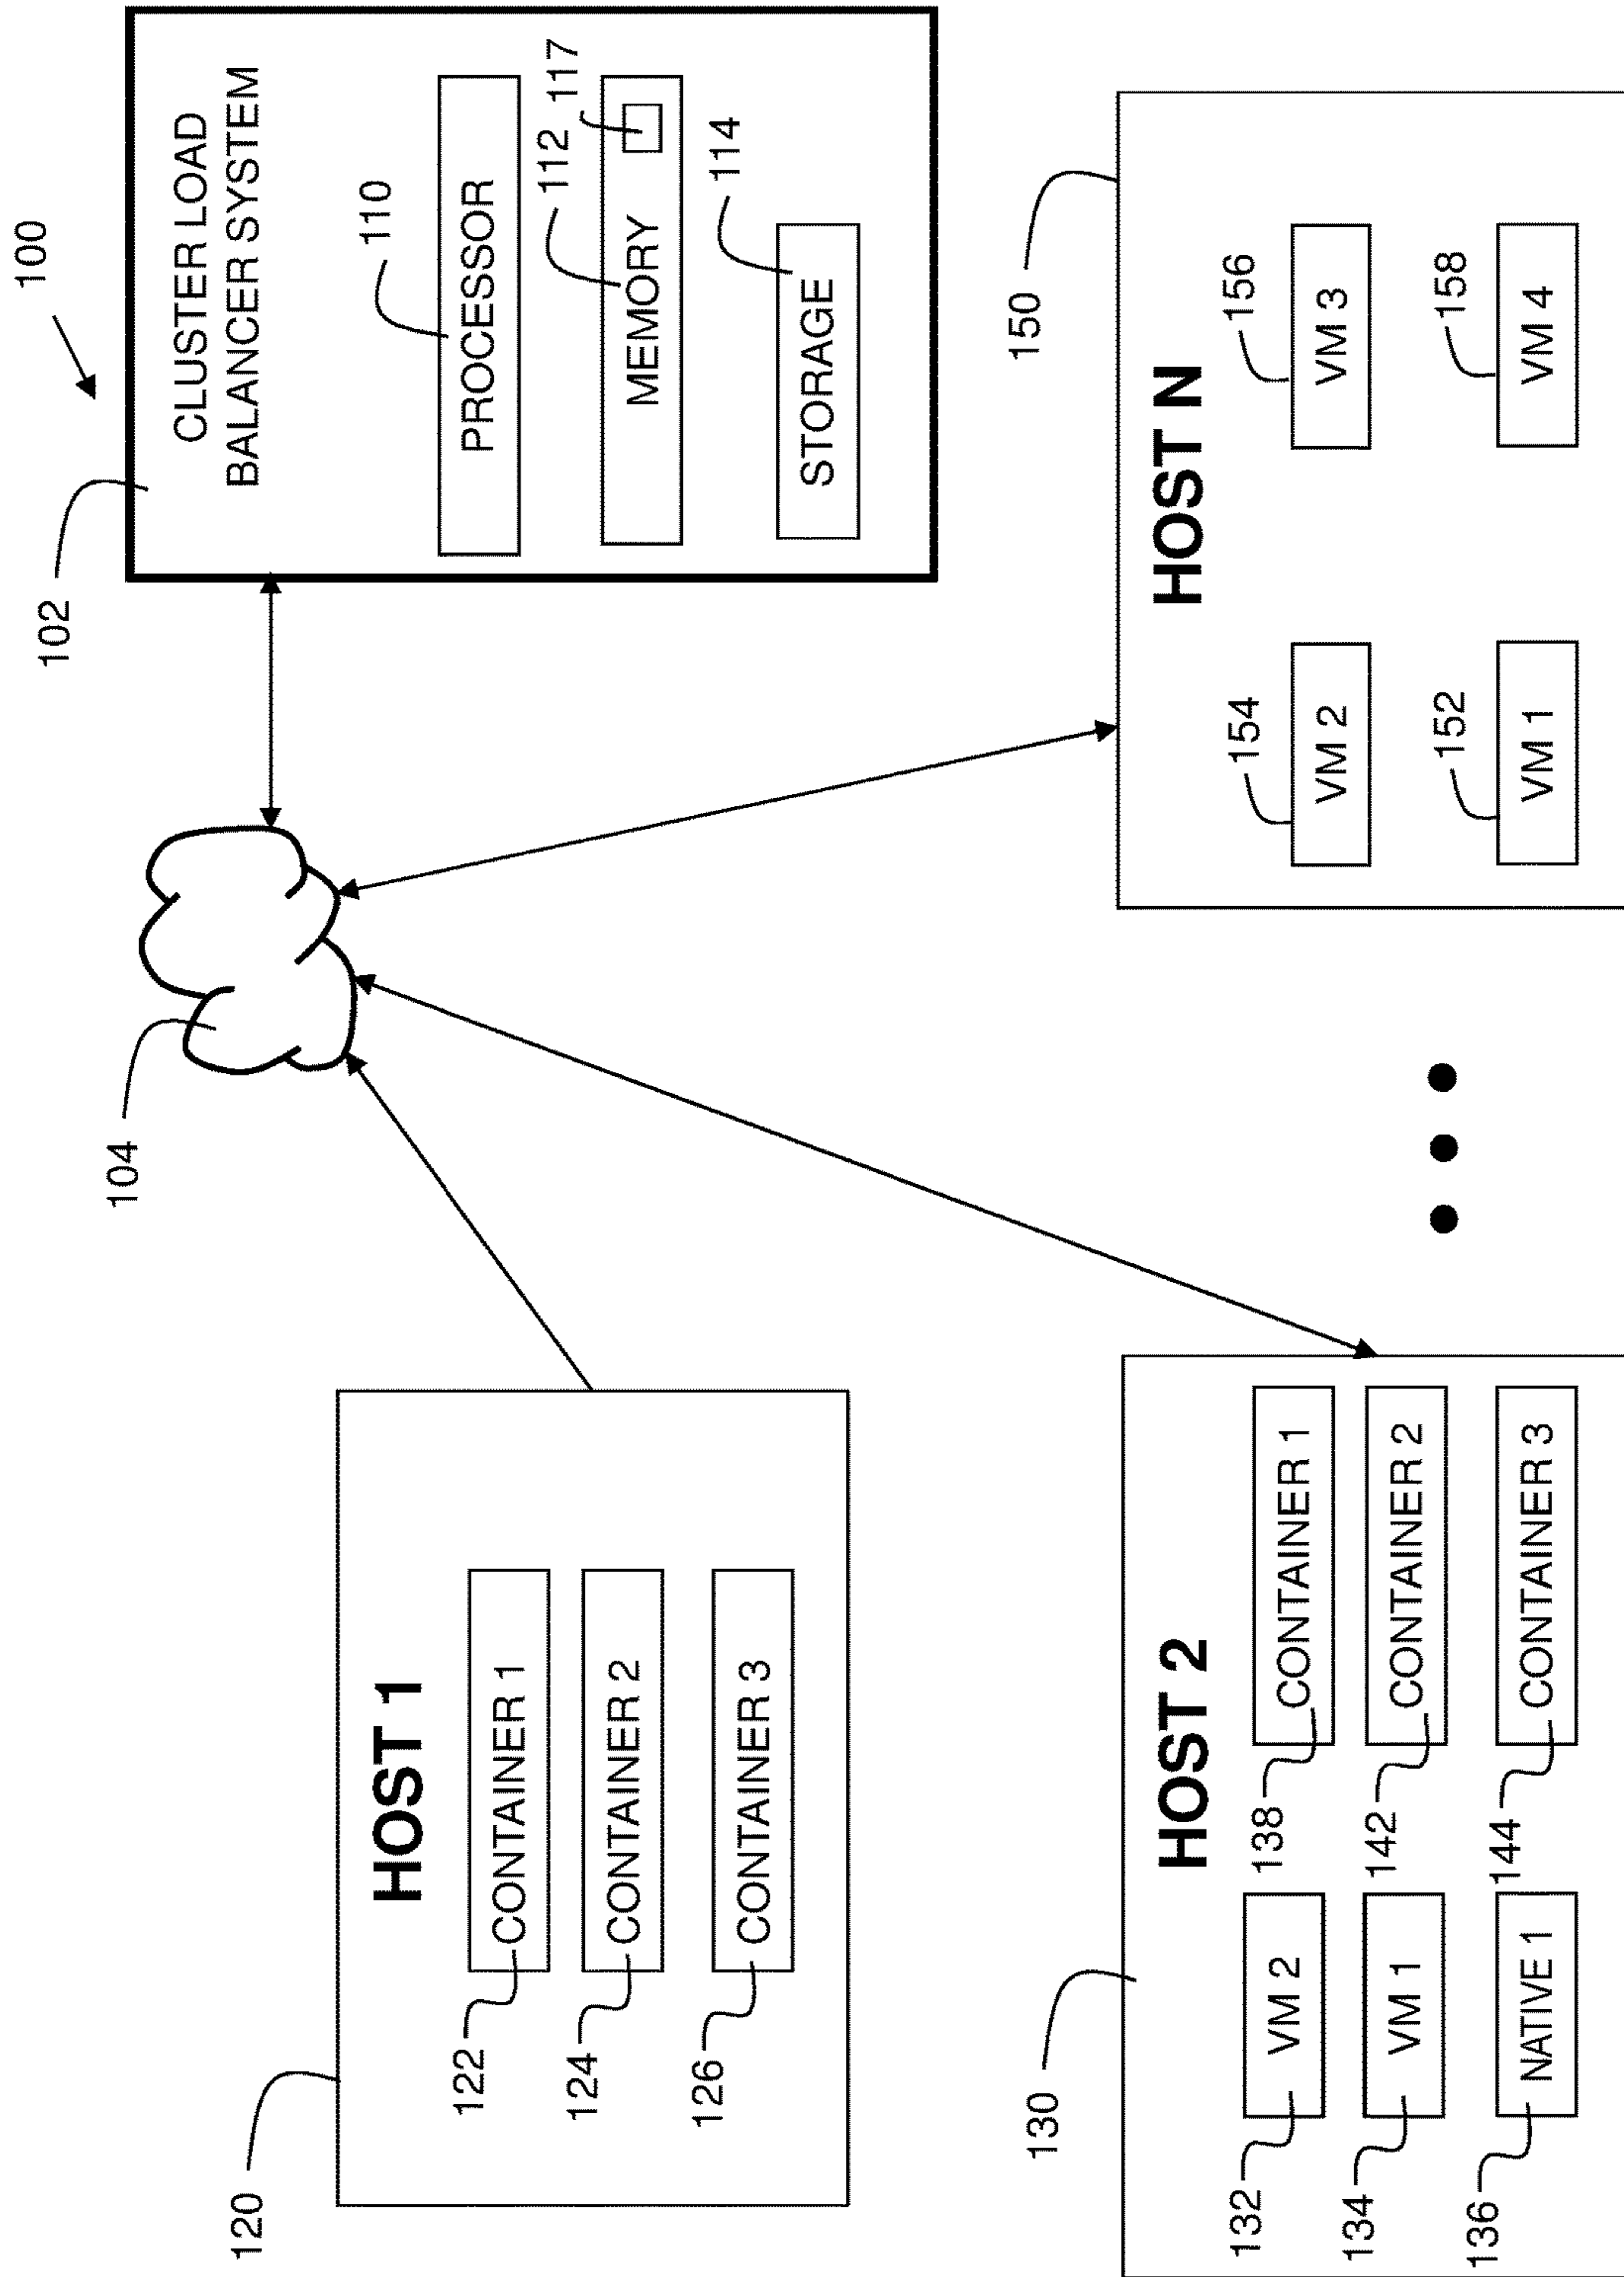 100
102
CLUSTER LOAD
BALANCER SYSTEM
110
PROCESSOR
112
117
MEMORY
114
STORAGE
104
120
HOST 1
122
CONTAINER 1
124
CONTAINER 2
126
CONTAINER 3
130
HOST 2
132
VM 2
138
CONTAINER 1
134
VM 1
142
CONTAINER 2
136
NATIVE 1
144
CONTAINER 3
150
HOST N
154
VM 2
156
VM 3
152
VM 1
158
VM 4